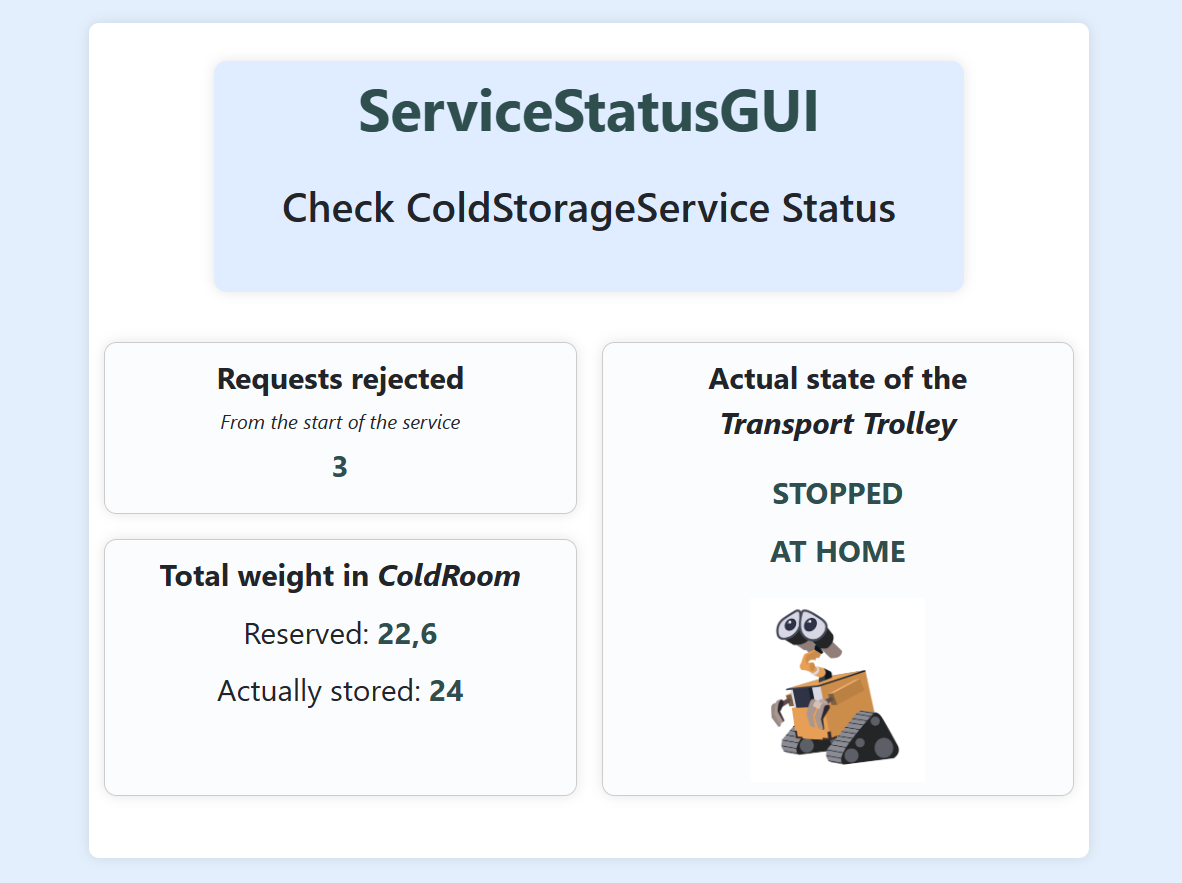 ServiceStatusGUI
Check ColdStorageService Status
Requests rejected
From the start of the service
3
Total weight in ColdRoom
Reserved: 22,6
Actually stored: 24
Actual state of the
Transport Trolley
STOPPED
AT HOME